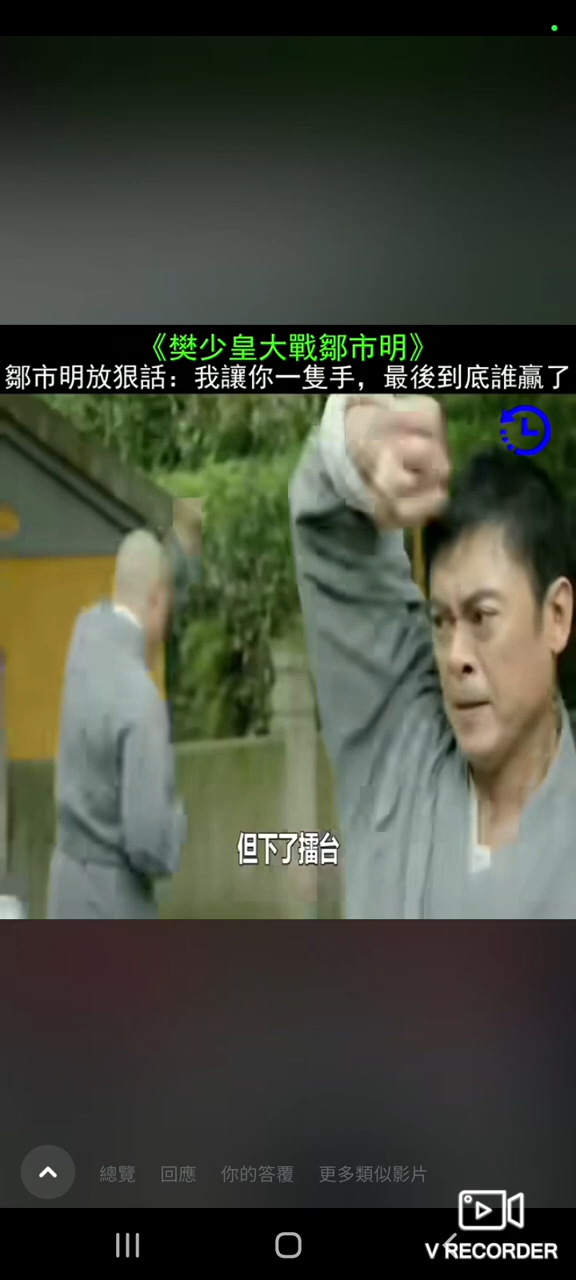 《樊少皇大戰鄒市明》
鄒市明放狠話：我讓你一隻手，最後到底誰贏了
但下了擂台
總覽 回應 你的答覆 更多類似影片
V RECORDER